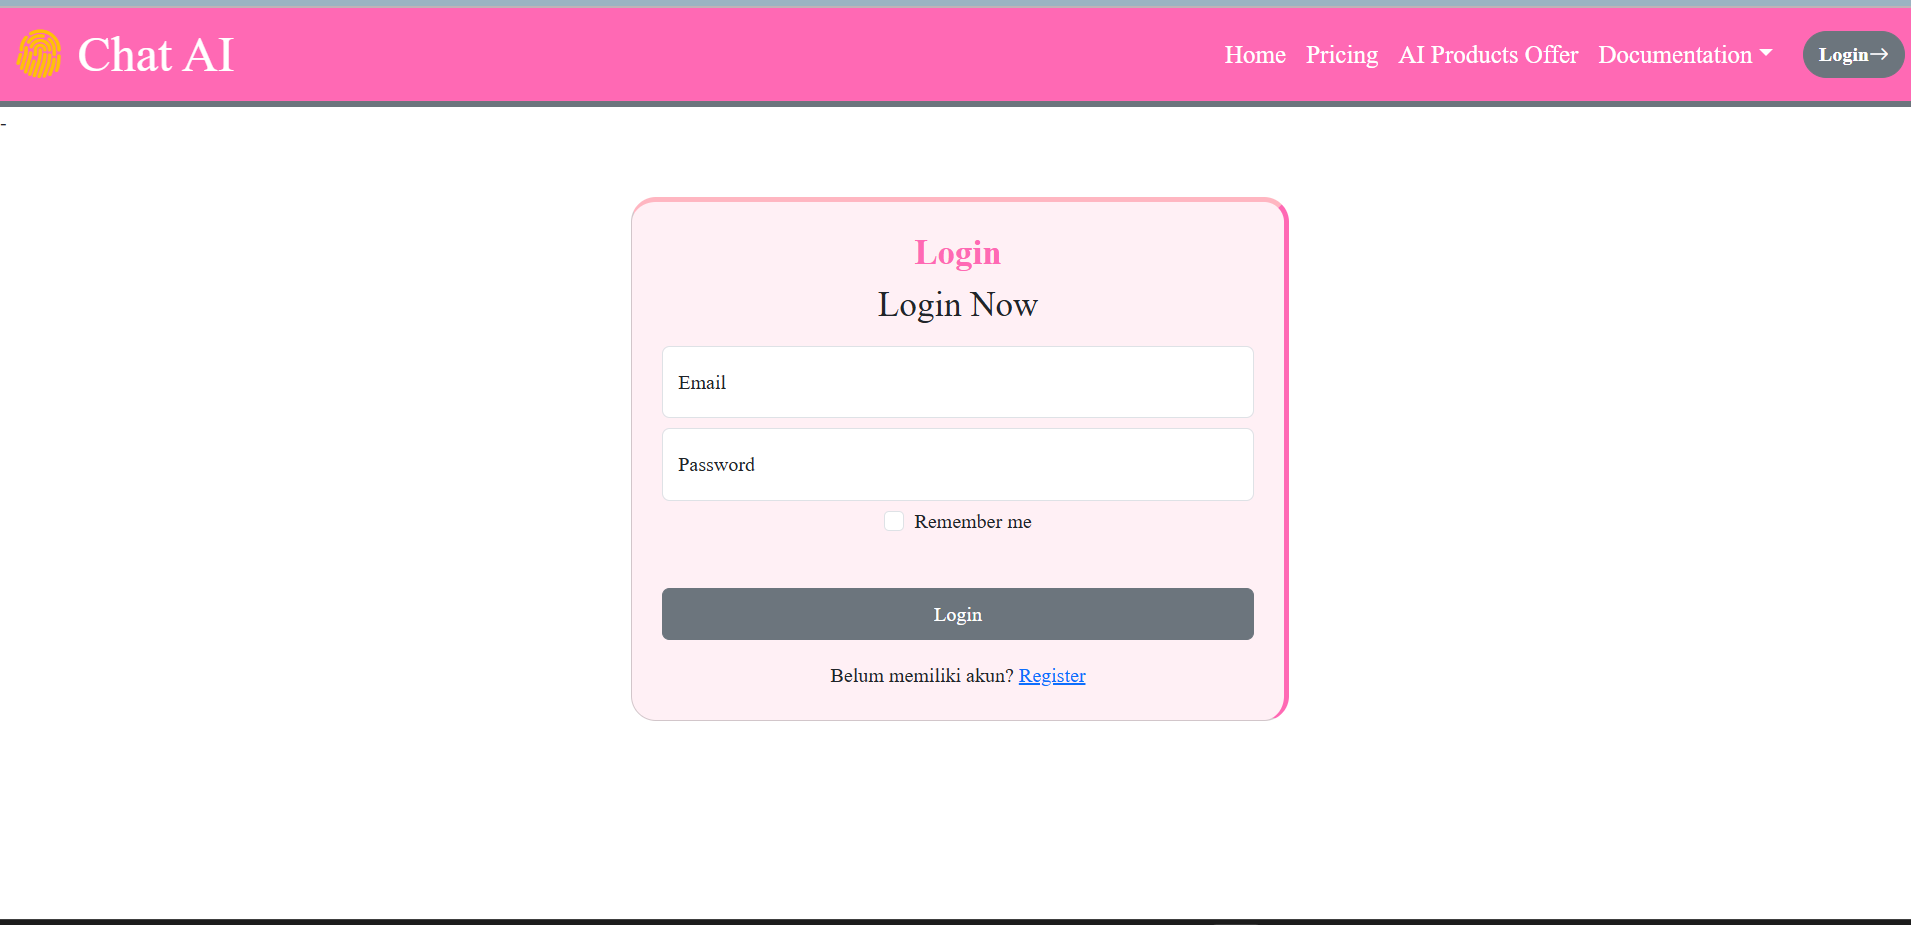 Chat AI
Home Pricing AI Products Offer Documentation Login→
-
Login
Login Now
Email
Password
Remember me
Login
Belum memiliki akun? Register